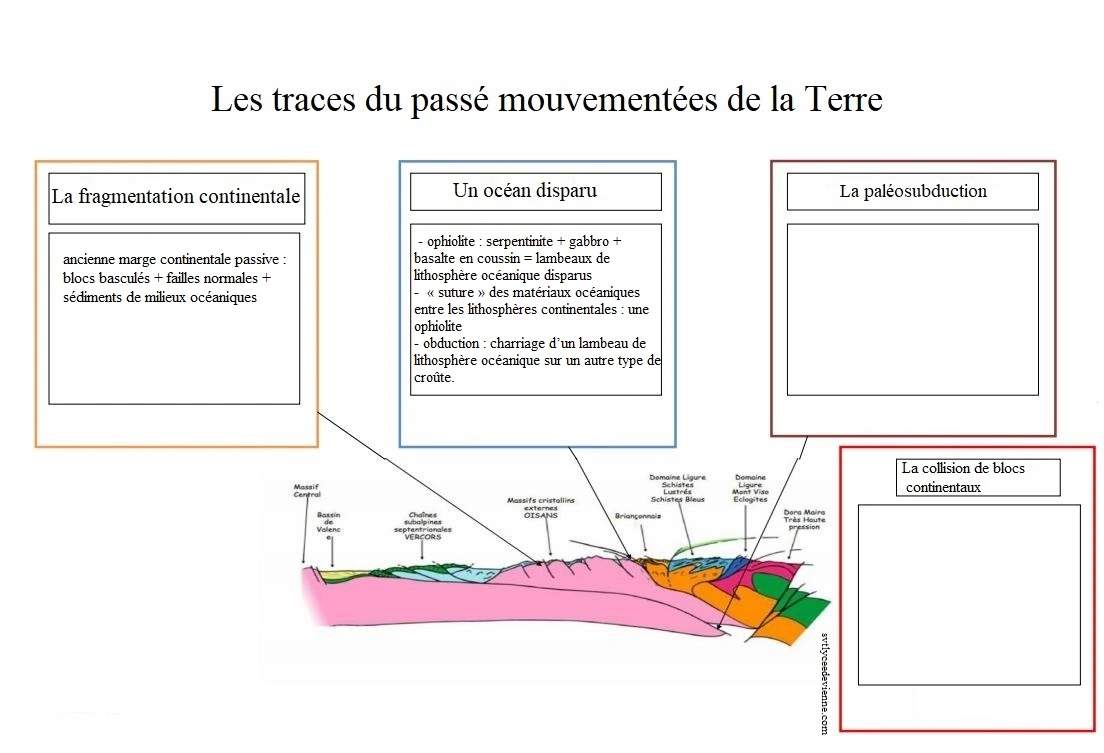 Les traces du passé mouvementées de la Terre
La fragmentation continentale
ancienne marge continentale passive :
blocs basculés + failles normales +
sédiments de milieux océaniques
Un océan disparu
- ophiolite : serpentinite + gabbro +
basalte en coussin = lambeaux de
lithosphère océanique disparus
- « suture » des matériaux océaniques
entre les lithosphères continentales : une
ophiolite
- obduction : charriage d’un lambeau de
lithosphère océanique sur un autre type de
croûte.
La paléosubduction
La collision de blocs
continentaux
Massif
Central
Bassin
de
Valenc
e
Chaînes
subalpines
septentrionales
VERCORS
Massifs cristallins
externes
OISANS
Briançonnais
Domaine Ligure
Schistes
Lustrés
Schistes Bleus
Domaine
Ligure
Mont Viso
Eclogites
Dora Maira
Très Haute
pression
svtlyceedevienne.com